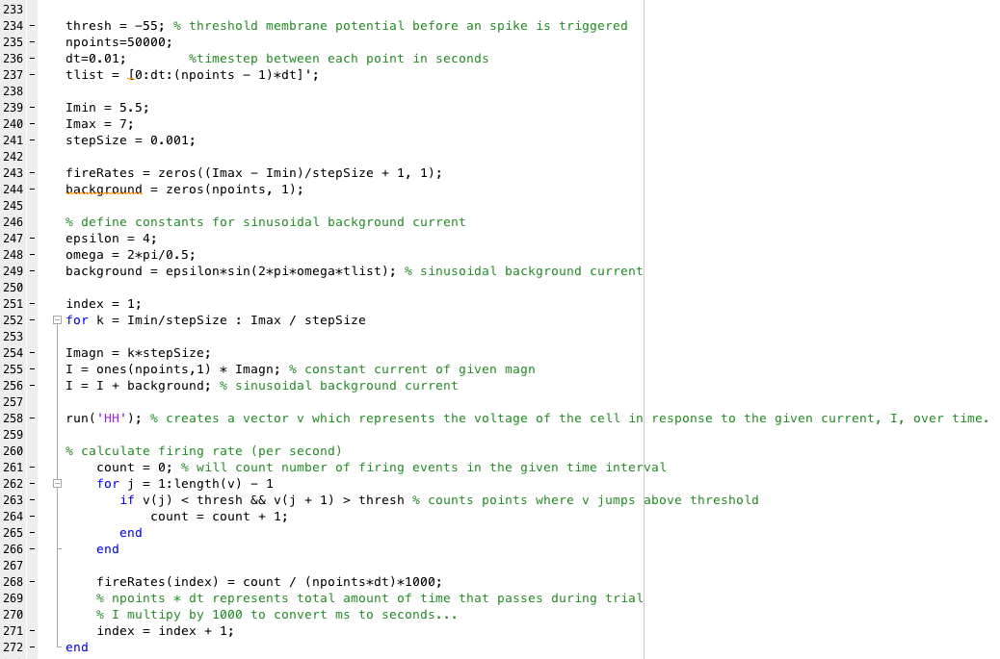 233
234 - thresh = -55; % threshold membrane potential before an spike is triggered
235 - npoints=50000;
236 - dt=0.01;        %timestep between each point in seconds
237 - tlist = [0:dt:(npoints - 1)*dt]';
238
239 - Imin = 5.5;
240 - Imax = 7;
241 - stepSize = 0.001;
242
243 - fireRates = zeros((Imax - Imin)/stepSize + 1, 1);
244 - background = zeros(npoints, 1);
245
246 % define constants for sinusoidal background current
247 - epsilon = 4;
248 - omega = 2*pi/0.5;
249 - background = epsilon*sin(2*pi*omega*tlist); % sinusoidal background current
250
251 - index = 1;
252 - for k = Imin/stepSize : Imax / stepSize
253
254 - Imagn = k*stepSize;
255 - I = ones(npoints,1) * Imagn; % constant current of given magn
256 - I = I + background; % sinusoidal background current
257
258 - run('HH'); % creates a vector v which represents the voltage of the cell in response to the given current, I, over time.
259
260 % calculate firing rate (per second)
261 -     count = 0; % will count number of firing events in the given time interval
262 -     for j = 1:length(v) - 1
263 -        if v(j) < thresh && v(j + 1) > thresh % counts points where v jumps above threshold
264 -            count = count + 1;
265 -        end
266 -     end
267
268 -     fireRates(index) = count / (npoints*dt)*1000;
269     % npoints * dt represents total amount of time that passes during trial
270     % I multipy by 1000 to convert ms to seconds...
271 -     index = index + 1;
272 - end